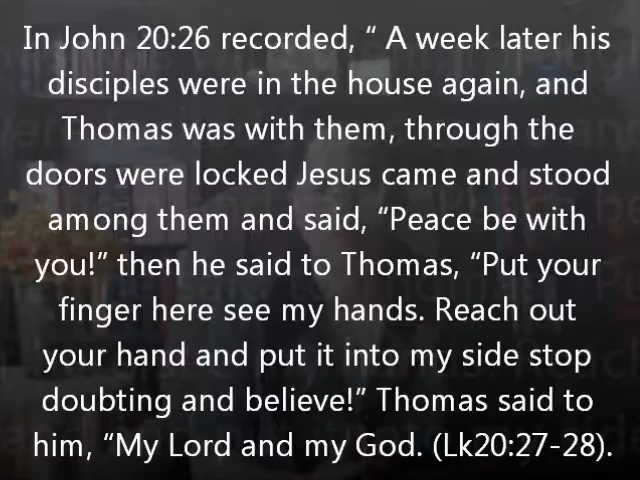 In John 20:26 recorded, “ A week later his
disciples were in the house again, and
Thomas was with them, through the
doors were locked Jesus came and stood
among them and said, “Peace be with
you!” then he said to Thomas, “Put your
finger here see my hands. Reach out
your hand and put it into my side stop
doubting and believe!” Thomas said to
him, “My Lord and my God. (Lk20:27-28).